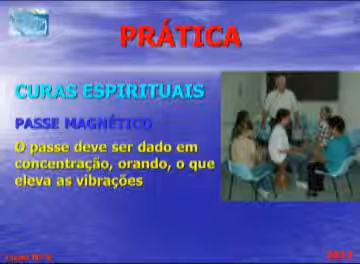 PRÁTICA
CURAS ESPIRITUAIS
PASSE MAGNÉTICO
O passe deve ser dado em
concentração, orando, o que
eleva as vibrações